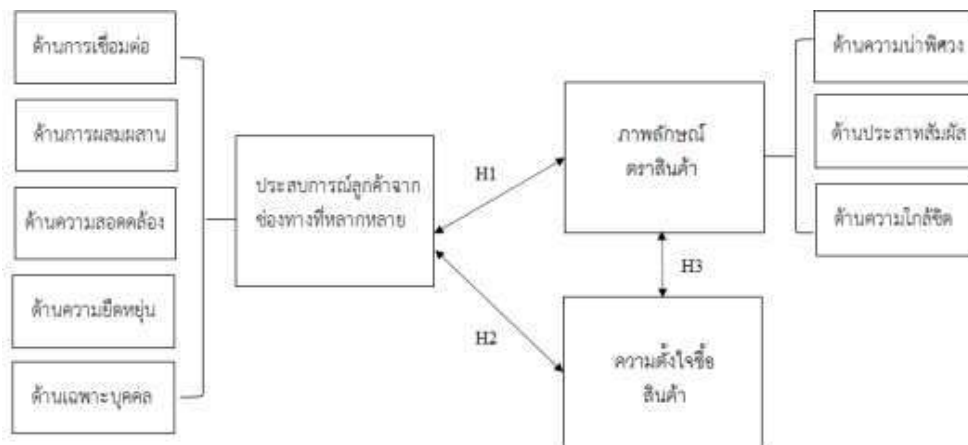 ด้านการเชื่อมต่อ
ด้านการผสมผสาน
ด้านความสอดคล้อง
ด้านความยืดหยุ่น
ด้านเฉพาะบุคคล
ประสบการณ์ลูกค้าจาก
ช่องทางที่หลากหลาย
H1
H2
ภาพลักษณ์
ตราสินค้า
H3
ความตั้งใจซื้อ
สินค้า
ด้านความน่าพิศวง
ด้านประสาทสัมผัส
ด้านความใกล้ชิด